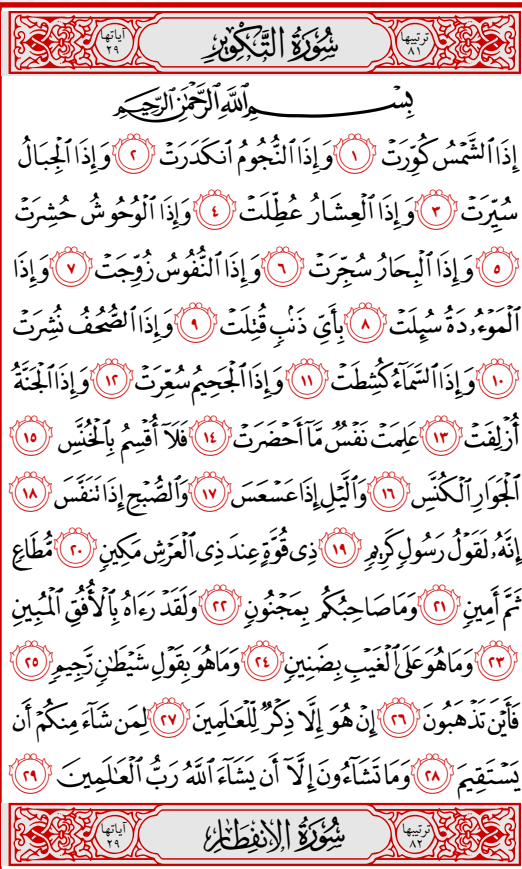 ترتيبها ٨١ سُورَةُ التَّكْوِيرِ آياتها ٢٩
بِسْمِ ٱللَّهِ ٱلرَّحْمَٰنِ ٱلرَّحِيمِ
إِذَا ٱلشَّمْسُ كُوِّرَتْ ١ وَإِذَا ٱلنُّجُومُ ٱنكَدَرَتْ ٢ وَإِذَا ٱلْجِبَالُ
سُيِّرَتْ ٣ وَإِذَا ٱلْعِشَارُ عُطِّلَتْ ٤ وَإِذَا ٱلْوُحُوشُ حُشِرَتْ
٥ وَإِذَا ٱلْبِحَارُ سُجِّرَتْ ٦ وَإِذَا ٱلنُّفُوسُ زُوِّجَتْ ٧ وَإِذَا
ٱلْمَوْءُۥدَةُ سُئِلَتْ ٨ بِأَيِّ ذَنۢبٍ قُتِلَتْ ٩ وَإِذَا ٱلصُّحُفُ نُشِرَتْ
١٠ وَإِذَا ٱلسَّمَآءُ كُشِطَتْ ١١ وَإِذَا ٱلْجَحِيمُ سُعِّرَتْ ١٢ وَإِذَا ٱلْجَنَّةُ
أُزْلِفَتْ ١٣ عَلِمَتْ نَفْسٌ مَّآ أَحْضَرَتْ ١٤ فَلَآ أُقْسِمُ بِٱلْخُنَّسِ ١٥
ٱلْجَوَارِ ٱلْكُنَّسِ ١٦ وَٱلَّيْلِ إِذَا عَسْعَسَ ١٧ وَٱلصُّبْحِ إِذَا تَنَفَّسَ ١٨
إِنَّهُۥ لَقَوْلُ رَسُولٍ كَرِيمٍ ١٩ ذِى قُوَّةٍ عِندَ ذِى ٱلْعَرْشِ مَكِينٍ ٢٠ مُّطَاعٍ
ثَمَّ أَمِينٍ ٢١ وَمَا صَاحِبُكُم بِمَجْنُونٍ ٢٢ وَلَقَدْ رَءَاهُ بِٱلْأُفُقِ ٱلْمُبِينِ
٢٣ وَمَا هُوَ عَلَى ٱلْغَيْبِ بِضَنِينٍ ٢٤ وَمَا هُوَ بِقَوْلِ شَيْطَٰنٍ رَّجِيمٍ ٢٥
فَأَيْنَ تَذْهَبُونَ ٢٦ إِنْ هُوَ إِلَّا ذِكْرٌ لِّلْعَٰلَمِينَ ٢٧ لِمَن شَآءَ مِنكُمْ أَن
يَسْتَقِيمَ ٢٨ وَمَا تَشَآءُونَ إِلَّآ أَن يَشَآءَ ٱللَّهُ رَبُّ ٱلْعَٰلَمِينَ ٢٩
ترتيبها ٨٢ سُورَةُ الانفِطَارِ آياتها ٢٩